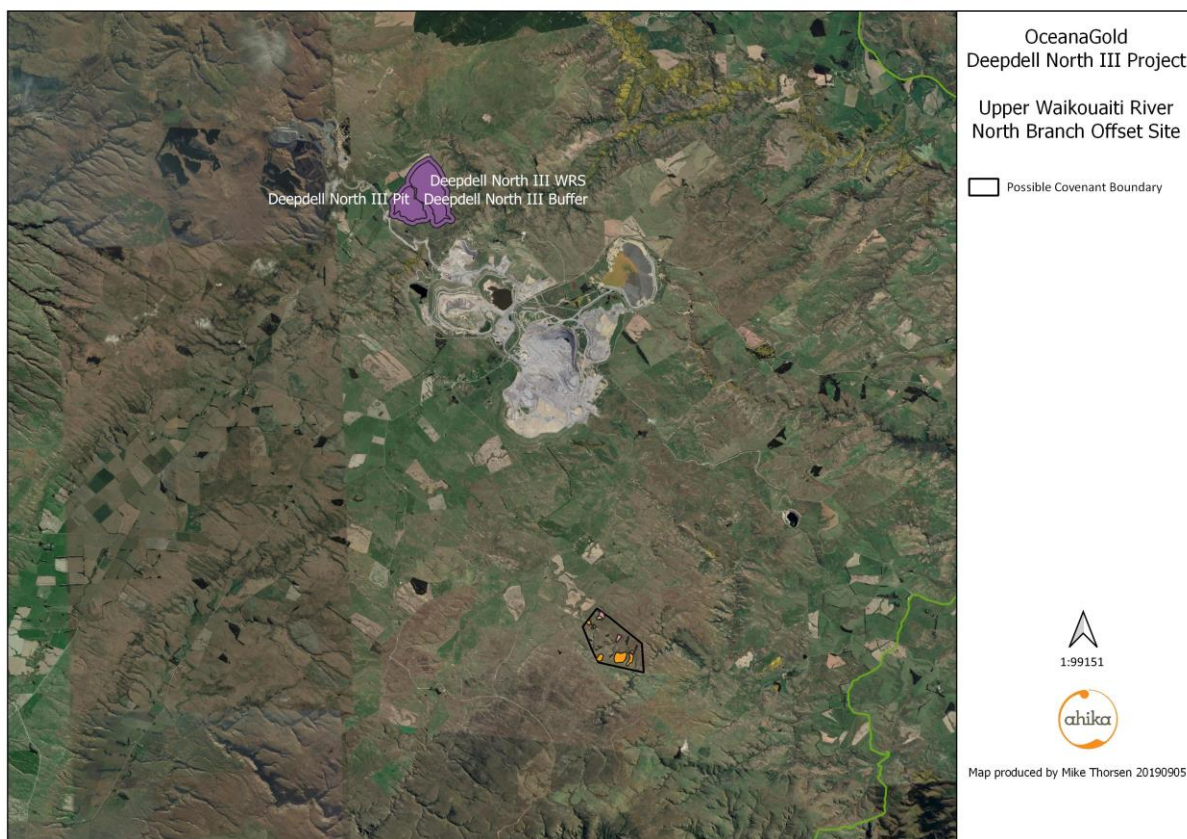 OceanaGold
Deepdell North III Project
Upper Waikouaiti River
North Branch Offset Site
Possible Covenant Boundary
Deepdell North III WRS
Deepdell North III Pit
Deepdell North III Buffer
1:99151
ahika
Map produced by Mike Thorsen 20190905